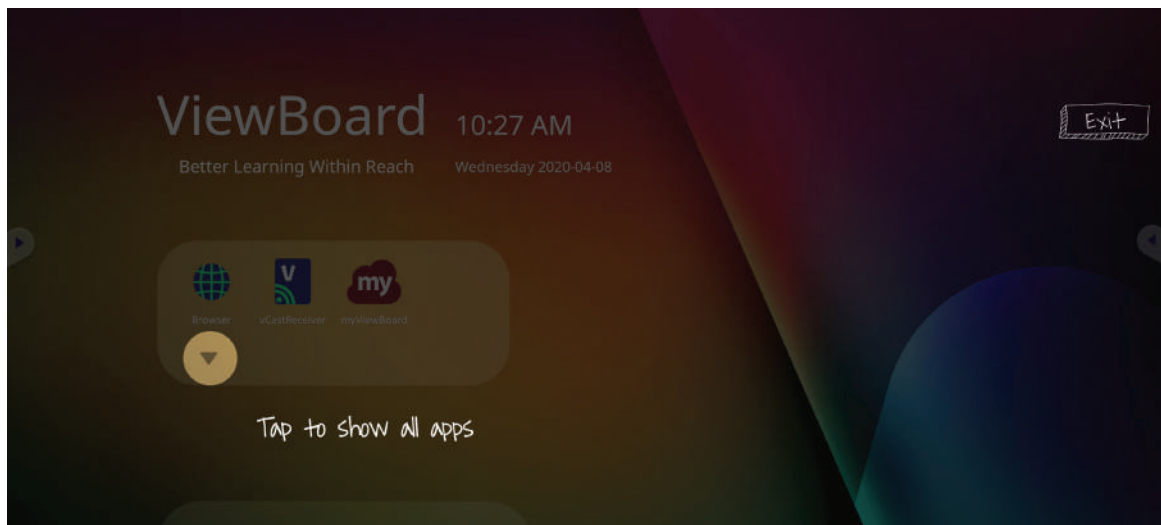 ViewBoard
10:27 AM
Exit
Better Learning Within Reach
Wednesday 2020-04-08
V
my
Browser
vCastReceiver
myViewBoard
Tap to show all apps